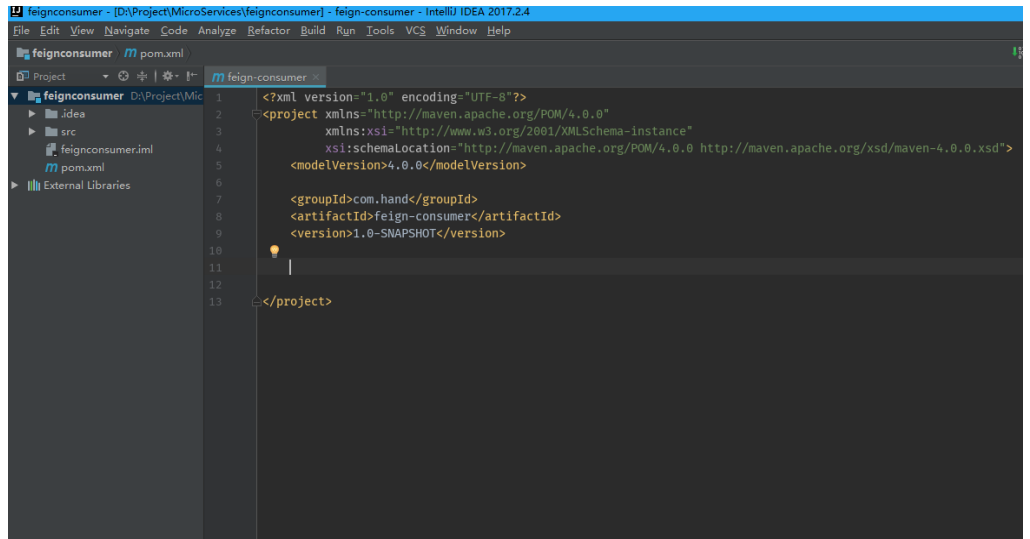 feignconsumer - [D:\Project\MicroServices\feignconsumer] - feign-consumer - IntelliJ IDEA 2017.2.4
File Edit View Navigate Code Analyze Refactor Build Run Tools VCS Window Help
feignconsumer m pom.xml
Project
m feign-consumer
feignconsumer D:\Project\Mic
.idea
src
feignconsumer.iml
m pom.xml
External Libraries
1 <?xml version="1.0" encoding="UTF-8"?>
2 <project xmlns="http://maven.apache.org/POM/4.0.0"
3 xmlns:xsi="http://www.w3.org/2001/XMLSchema-instance"
4 xsi:schemaLocation="http://maven.apache.org/POM/4.0.0 http://maven.apache.org/xsd/maven-4.0.0.xsd">
5 <modelVersion>4.0.0</modelVersion>
6
7 <groupId>com.hand</groupId>
8 <artifactId>feign-consumer</artifactId>
9 <version>1.0-SNAPSHOT</version>
10
11
12
13 </project>